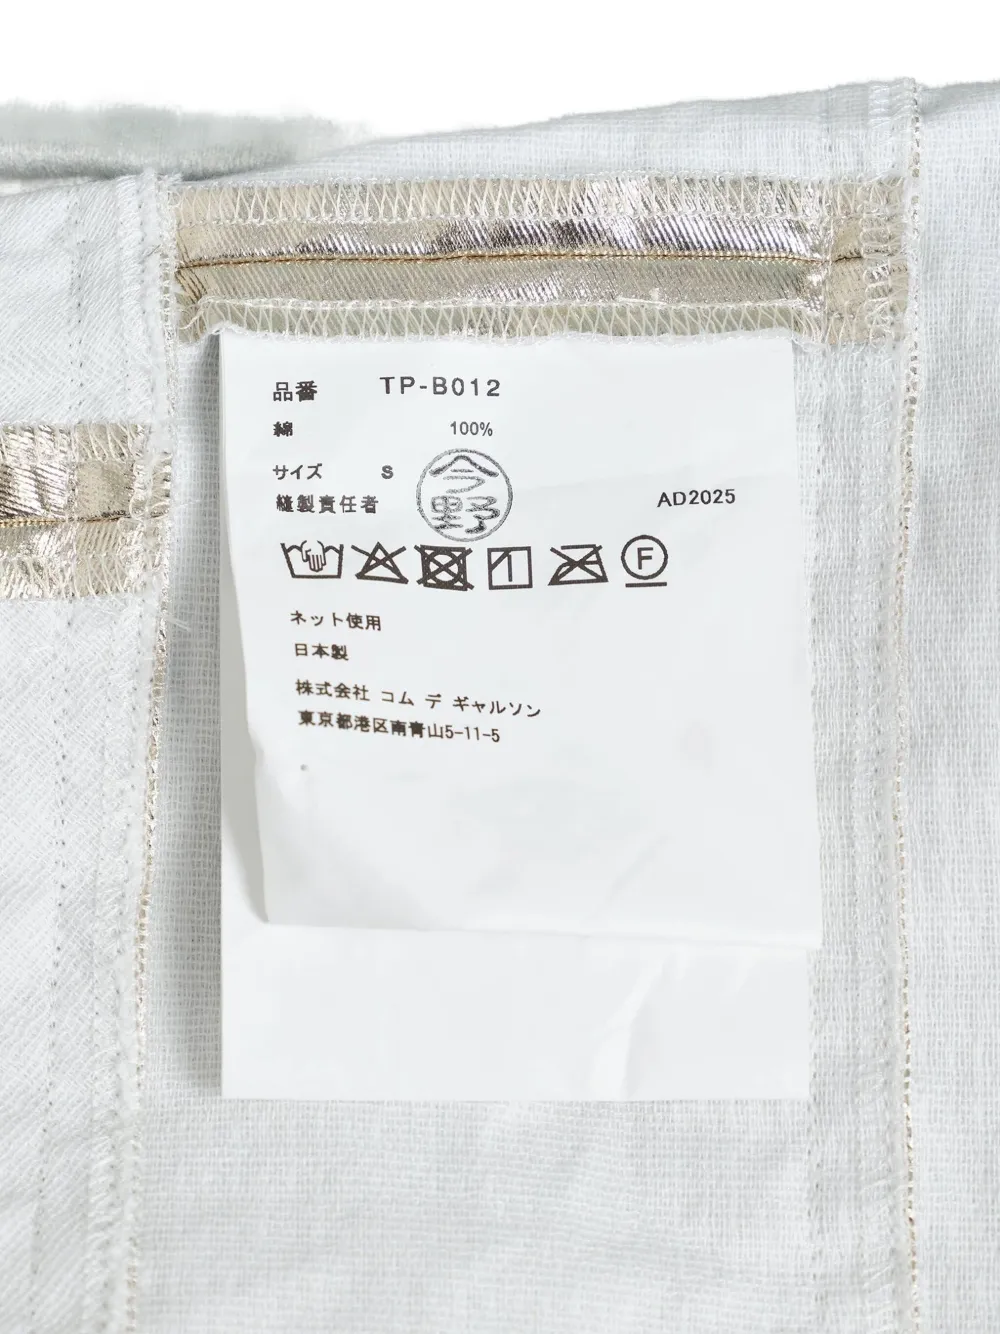 品番 TP-B012
綿 100%
サイズ S
今野
縫製責任者 AD2025
F
ネット使用
日本製
株式会社 コム デ ギャルソン
東京都港区南青山5-11-5